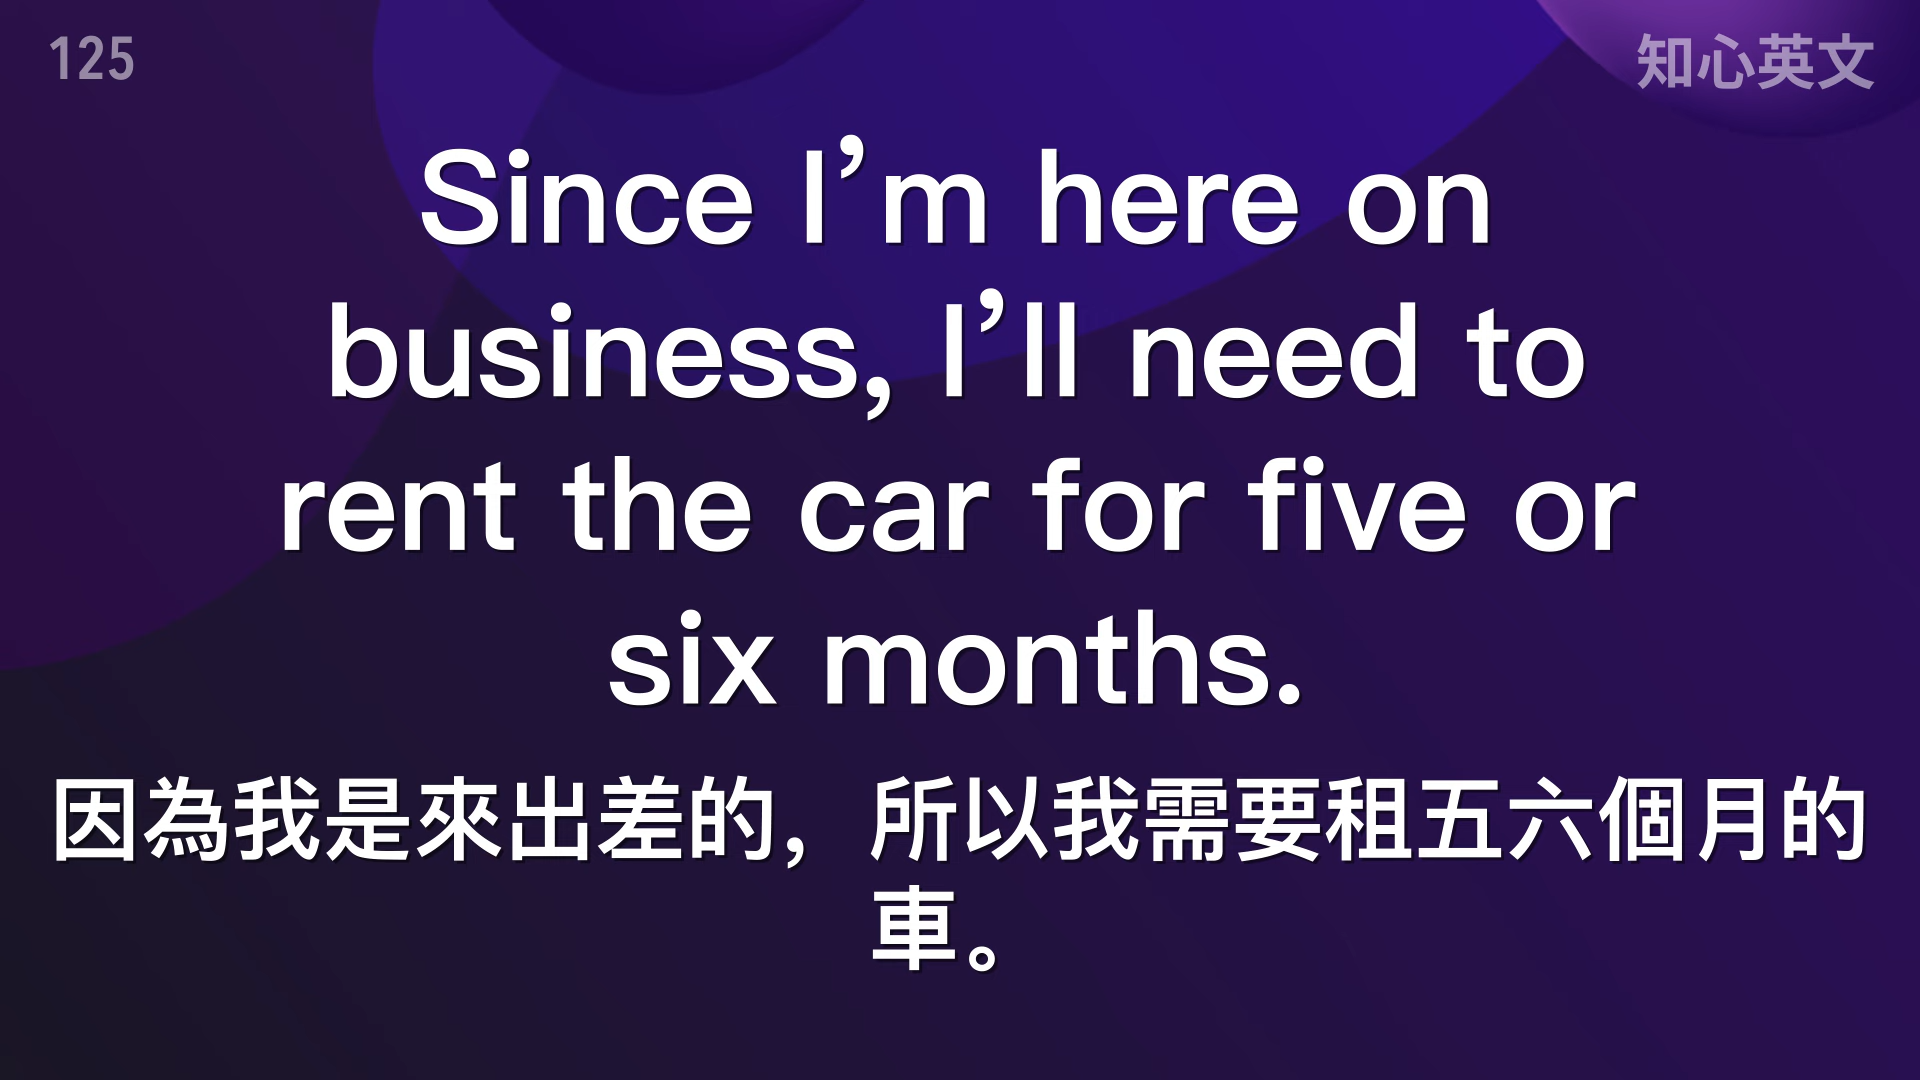 125
知心英文
Since I’m here on
business, I’ll need to
rent the car for five or
six months.
因為我是來出差的，所以我需要租五六個月的
車。